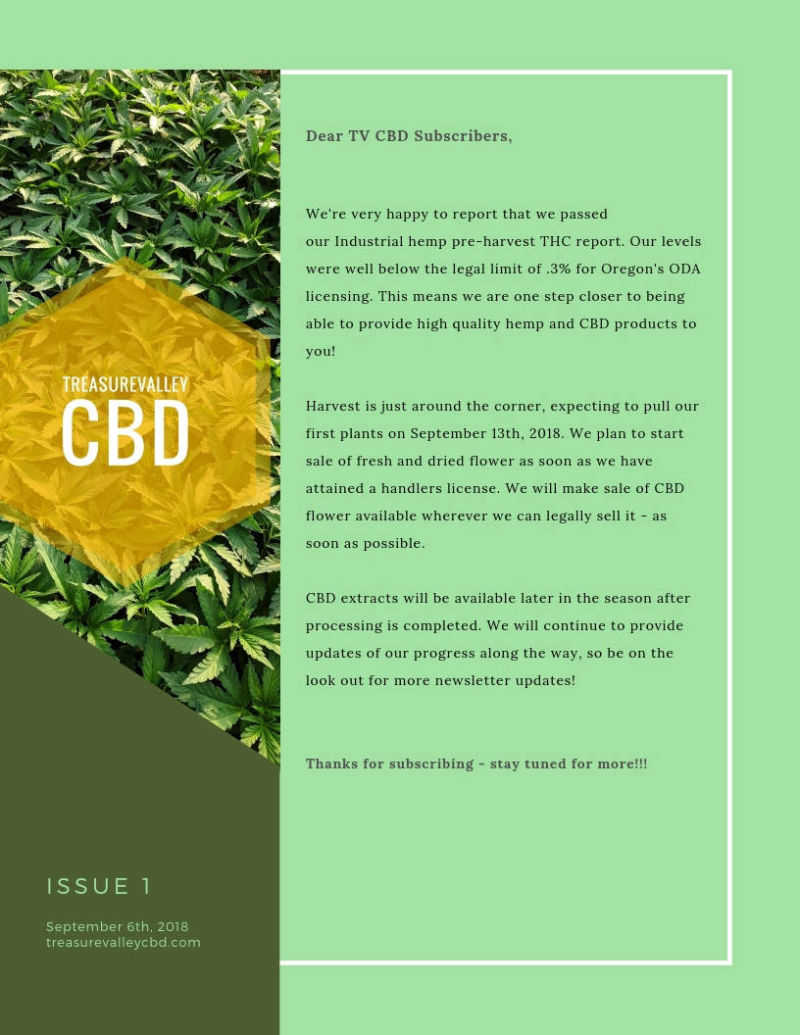 Dear TV CBD Subscribers,
We're very happy to report that we passed
our Industrial hemp pre-harvest THC report. Our levels
were well below the legal limit of .3% for Oregon's ODA
licensing. This means we are one step closer to being
able to provide high quality hemp and CBD products to
you!
Harvest is just around the corner, expecting to pull our
first plants on September 13th, 2018. We plan to start
sale of fresh and dried flower as soon as we have
attained a handlers license. We will make sale of CBD
flower available wherever we can legally sell it - as
soon as possible.
CBD extracts will be available later in the season after
processing is completed. We will continue to provide
updates of our progress along the way, so be on the
look out for more newsletter updates!
Thanks for subscribing - stay tuned for more!!!
TREASUREVALLEY
CBD
ISSUE 1
September 6th, 2018
treasurevalleycbd.com